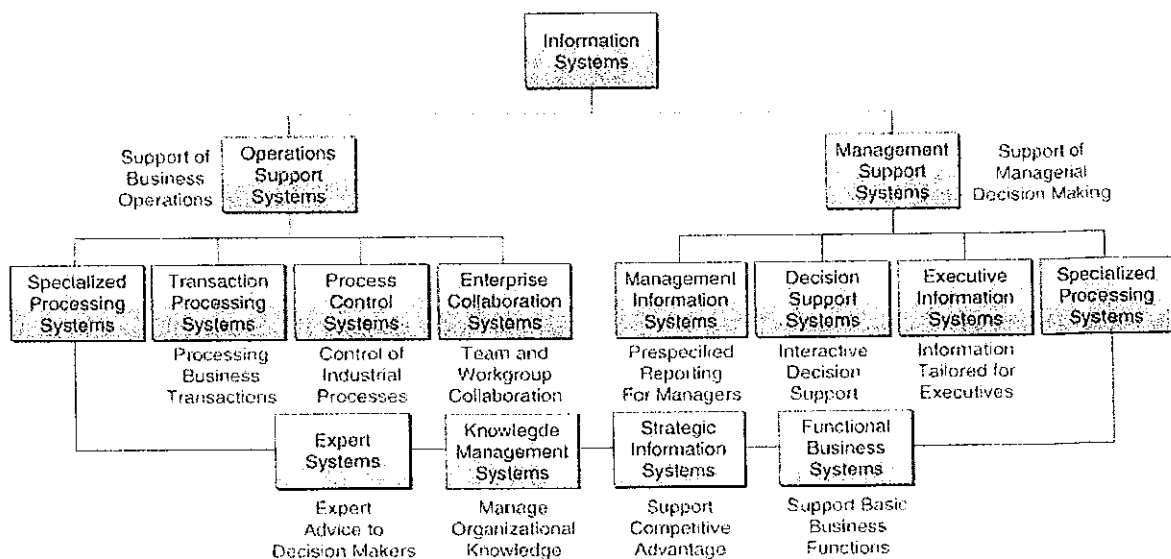 Information
Systems
Support of
Business
Operations
Operations
Support
Systems
Management
Support
Systems
Support of
Managerial
Decision Making
Specialized
Processing
Systems
Transaction
Processing
Systems
Process
Control
Systems
Enterprise
Collaboration
Systems
Management
Information
Systems
Decision
Support
Systems
Executive
Information
Systems
Specialized
Processing
Systems
Processing
Business
Transactions
Control of
Industrial
Processes
Team and
Workgroup
Collaboration
Prespecified
Reporting
For Managers
Interactive
Decision
Support
Information
Tailored for
Executives
Expert
Systems
Knowlegde
Management
Systems
Strategic
Information
Systems
Functional
Business
Systems
Expert
Advice to
Decision Makers
Manage
Organizational
Knowledge
Support
Competitive
Advantage
Support Basic
Business
Functions